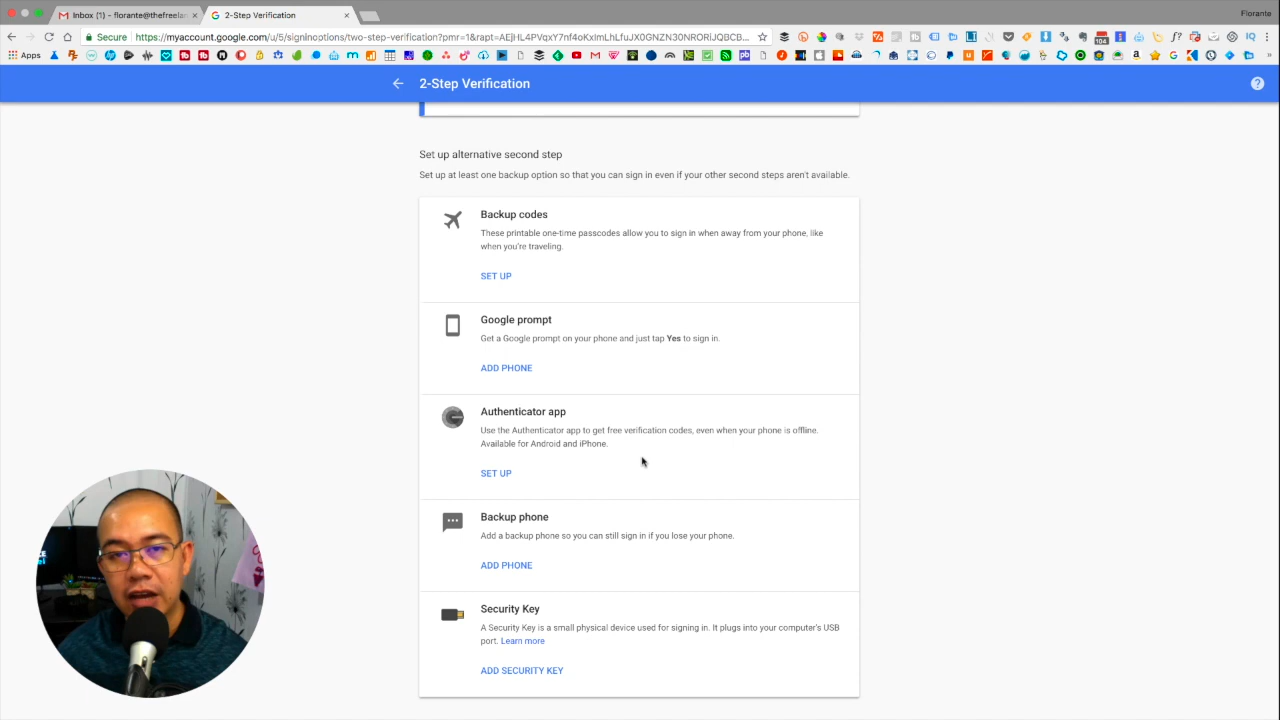 Inbox (1) - florante@thefreelan
2-Step Verification
Florante
Secure
https://myaccount.google.com/u/5/signinoptions/two-step-verification?pmr=1&rapt=
Apps
104
2-Step Verification
Set up alternative second step
Set up at least one backup option so that you can sign in even if your other second steps aren't available.
Backup codes
These printable one-time passcodes allow you to sign in when away from your phone, like
when you're traveling.
SET UP
Google prompt
Get a Google prompt on your phone and just tap Yes to sign in.
ADD PHONE
Authenticator app
Use the Authenticator app to get free verification codes, even when your phone is offline.
Available for Android and iPhone.
SET UP
Backup phone
Add a backup phone so you can still sign in if you lose your phone.
ADD PHONE
Security Key
A Security Key is a small physical device used for signing in. It plugs into your computer's USB
port. Learn more
ADD SECURITY KEY